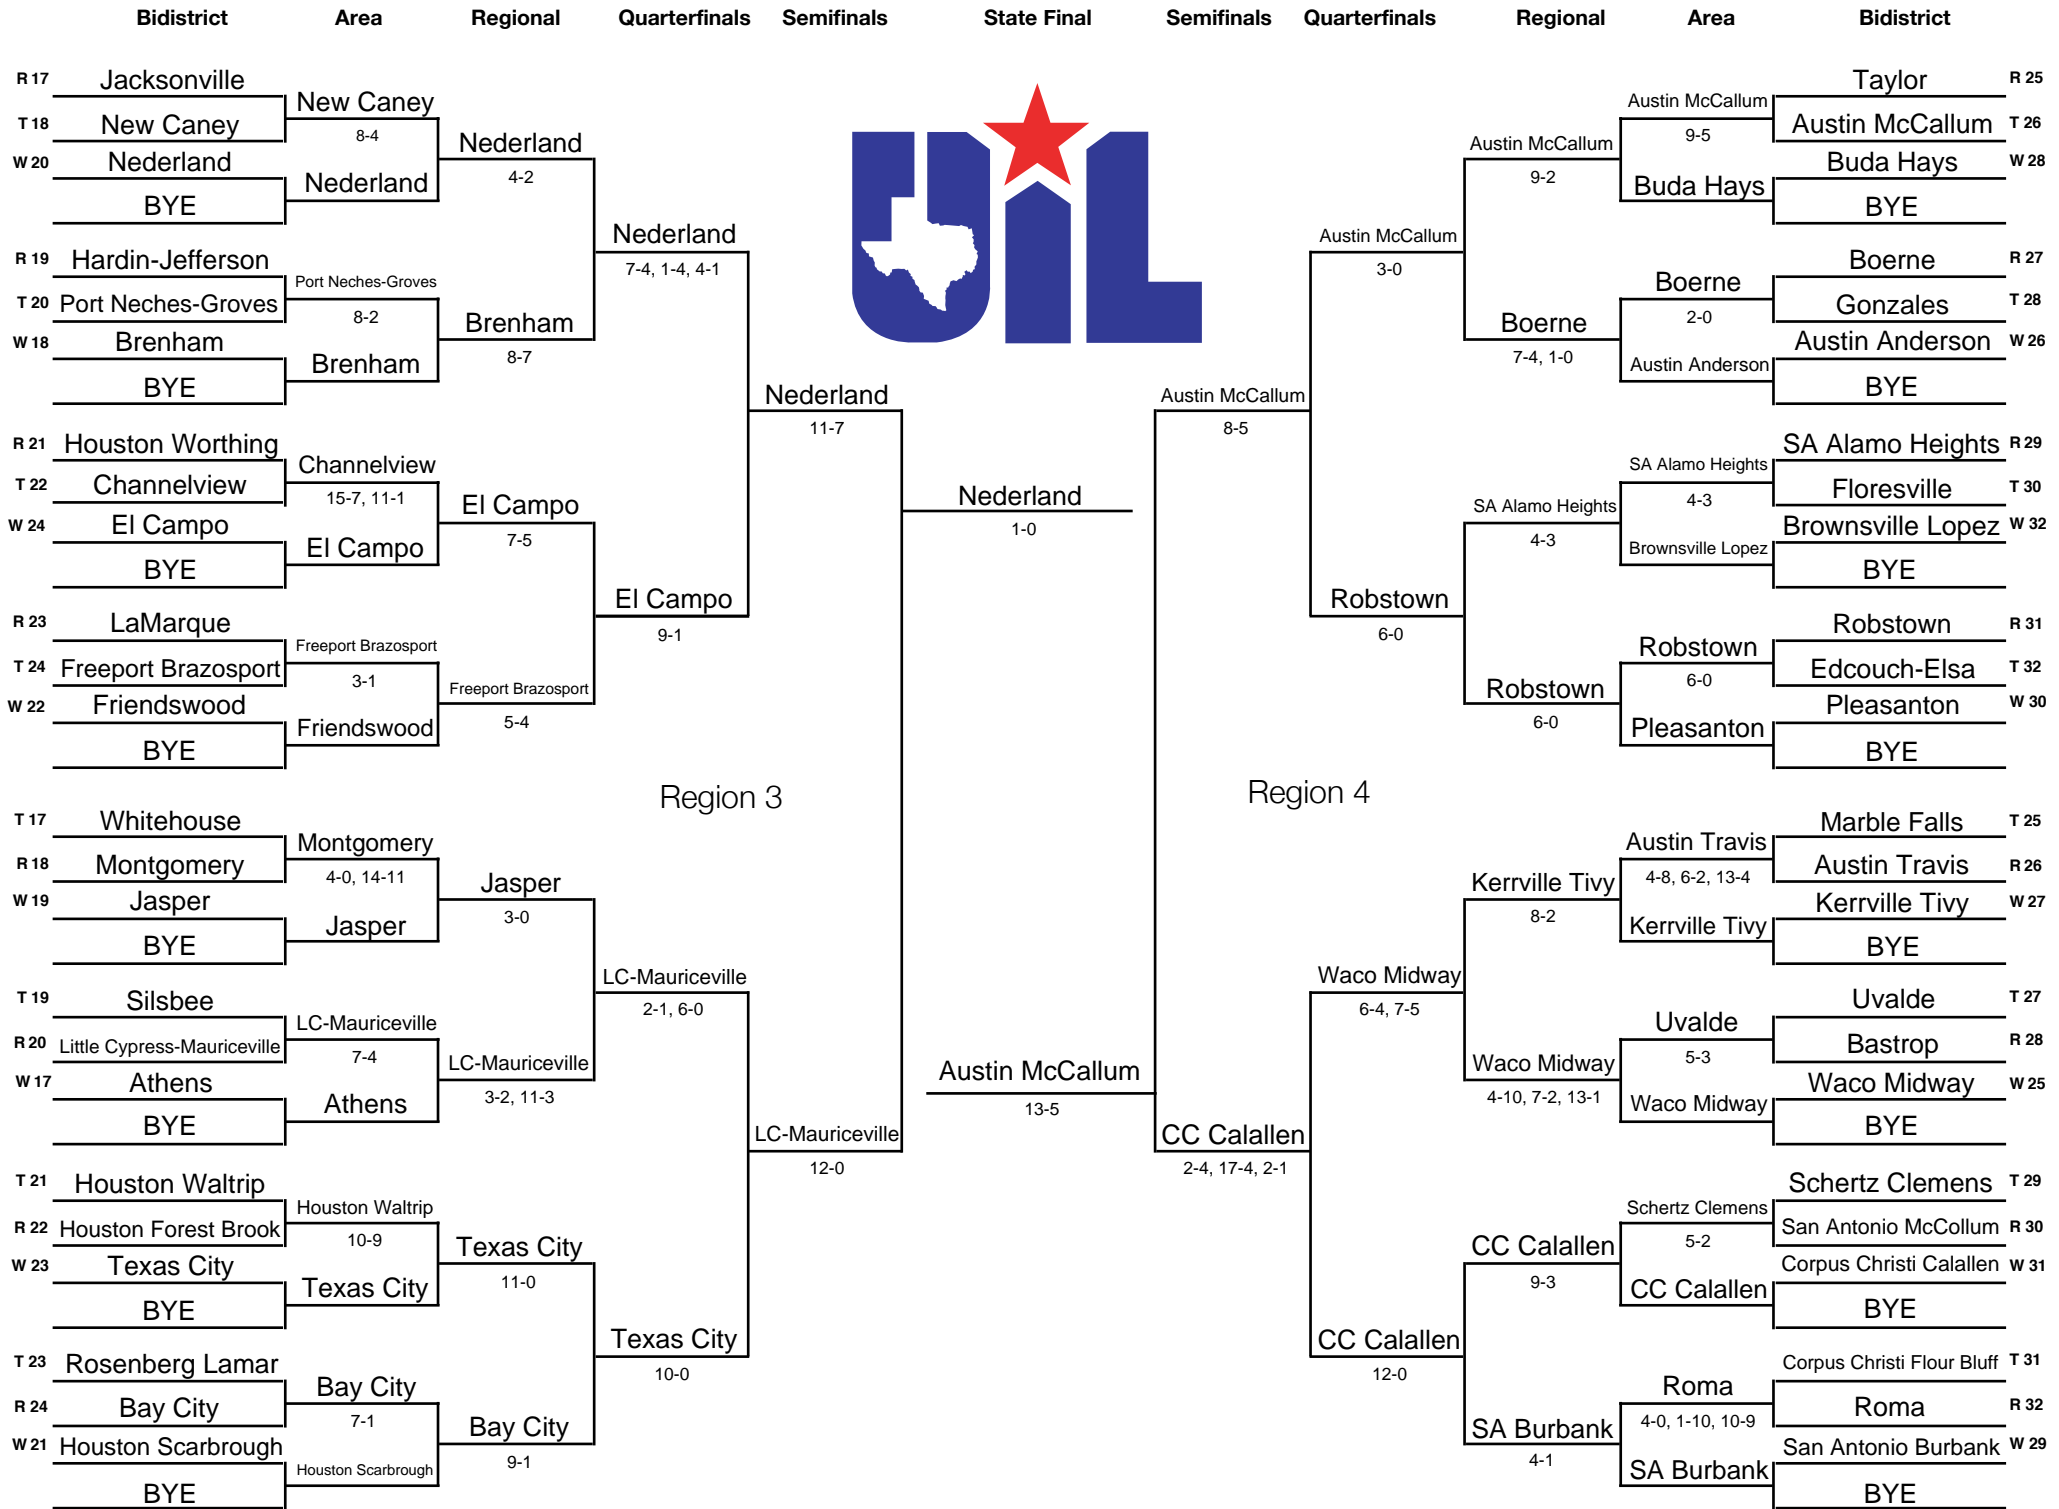 Bidistrict Area Regional Quarterfinals Semifinals State Final Semifinals Quarterfinals Regional Area Bidistrict
R 17 Jacksonville
T 18 New Caney
W 20 Nederland
BYE
R 19 Hardin-Jefferson
T 20 Port Neches-Groves
W 18 Brenham
BYE
R 21 Houston Worthing
T 22 Channelview
W 24 El Campo
BYE
R 23 LaMarque
T 24 Freeport Brazosport
W 22 Friendswood
BYE
T 17 Whitehouse
R 18 Montgomery
W 19 Jasper
BYE
T 19 Silsbee
R 20 Little Cypress-Mauriceville
W 17 Athens
BYE
T 21 Houston Waltrip
R 22 Houston Forest Brook
W 23 Texas City
BYE
T 23 Rosenberg Lamar
R 24 Bay City
W 21 Houston Scarbrough
BYE
New Caney
8-4
Nederland
Port Neches-Groves
8-2
Brenham
Channelview
15-7, 11-1
El Campo
Freeport Brazosport
3-1
Friendswood
Montgomery
4-0, 14-11
Jasper
LC-Mauriceville
7-4
Athens
Houston Waltrip
10-9
Texas City
Bay City
7-1
Houston Scarbrough
Nederland
4-2
Brenham
8-7
El Campo
7-5
Freeport Brazosport
5-4
Jasper
3-0
LC-Mauriceville
3-2, 11-3
Texas City
11-0
Bay City
9-1
Nederland
7-4, 1-4, 4-1
El Campo
9-1
Region 3
LC-Mauriceville
2-1, 6-0
Texas City
10-0
Nederland
11-7
LC-Mauriceville
12-0
UIL
Nederland
1-0
Austin McCallum
13-5
Austin McCallum
8-5
CC Calallen
2-4, 17-4, 2-1
Austin McCallum
3-0
Robstown
6-0
Region 4
Waco Midway
6-4, 7-5
CC Calallen
12-0
Austin McCallum
9-2
Boerne
7-4, 1-0
SA Alamo Heights
4-3
Robstown
6-0
Kerrville Tivy
8-2
Waco Midway
4-10, 7-2, 13-1
CC Calallen
9-3
SA Burbank
4-1
Austin McCallum
9-5
Buda Hays
Boerne
2-0
Austin Anderson
SA Alamo Heights
4-3
Brownsville Lopez
Robstown
6-0
Pleasanton
Austin Travis
4-8, 6-2, 13-4
Kerrville Tivy
Uvalde
5-3
Waco Midway
Schertz Clemens
5-2
CC Calallen
Roma
4-0, 1-10, 10-9
SA Burbank
Taylor R 25
Austin McCallum T 26
Buda Hays W 28
BYE
Boerne R 27
Gonzales T 28
Austin Anderson W 26
BYE
SA Alamo Heights R 29
Floresville T 30
Brownsville Lopez W 32
BYE
Robstown R 31
Edcouch-Elsa T 32
Pleasanton W 30
BYE
Marble Falls T 25
Austin Travis R 26
Kerrville Tivy W 27
BYE
Uvalde T 27
Bastrop R 28
Waco Midway W 25
BYE
Schertz Clemens T 29
San Antonio McCollum R 30
Corpus Christi Calallen W 31
BYE
Corpus Christi Flour Bluff T 31
Roma R 32
San Antonio Burbank W 29
BYE